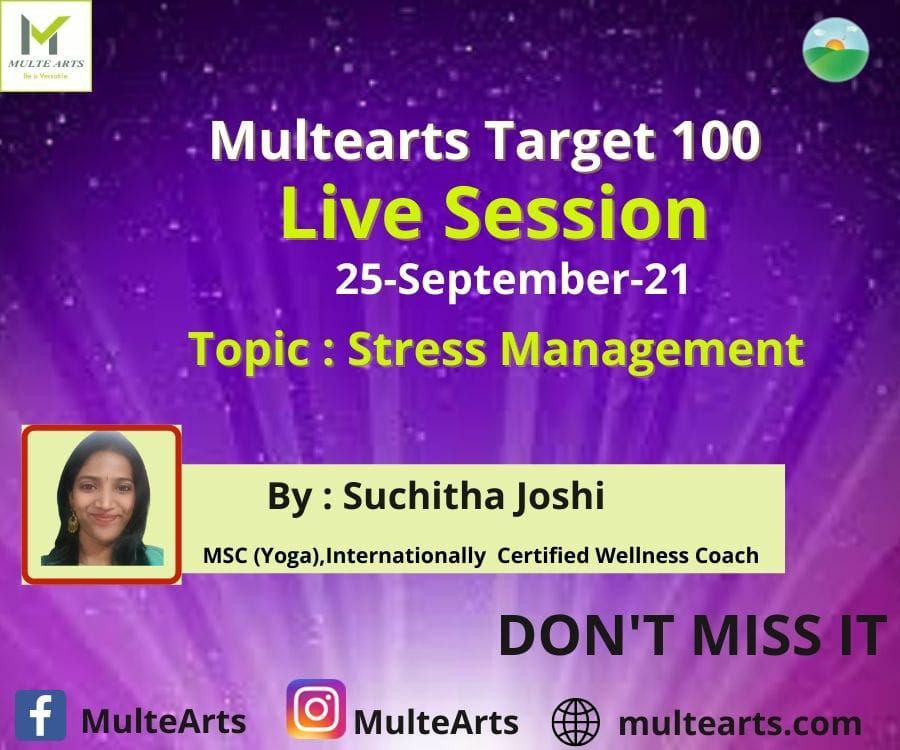 MULTE ARTS
Be a Versatile
Multearts Target 100
Live Session
25-September-21
Topic : Stress Management
By : Suchitha Joshi
MSC (Yoga),Internationally Certified Wellness Coach
DON'T MISS IT
MulteArts MulteArts multearts.com